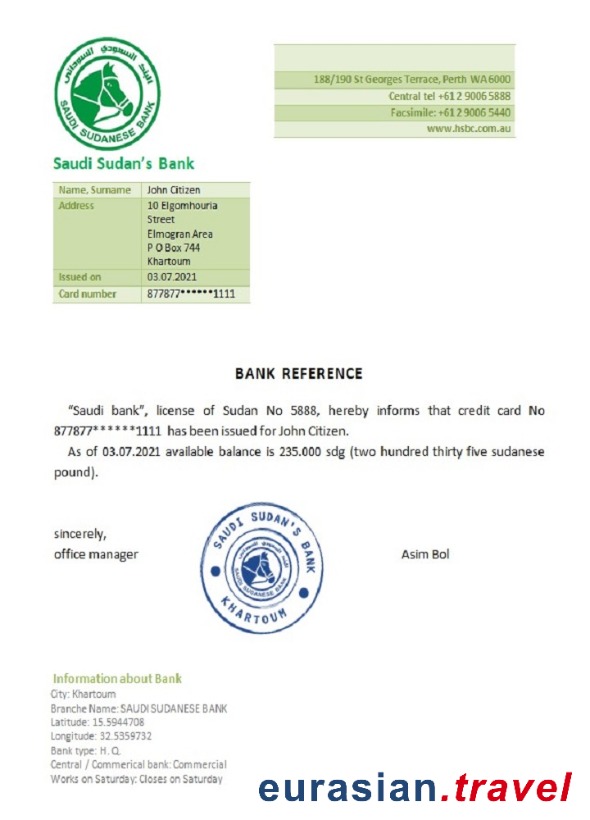 البنك السعودي السوداني
SAUDI SUDANESE BANK
Saudi Sudan's Bank
188/190 St Georges Terrace, Perth WA 6000
Central tel +61 2 9006 5888
Facsimile: +61 2 9006 5440
www.hsbc.com.au
Name, Surname John Citizen
Address 10 Elgomhouria
Street
Elmogran Area
P O Box 744
Khartoum
Issued on 03.07.2021
Card number 877877******1111
BANK REFERENCE
"Saudi bank", license of Sudan No 5888, hereby informs that credit card No
877877******1111 has been issued for John Citizen.
As of 03.07.2021 available balance is 235.000 sdg (two hundred thirty five sudanese
pound).
sincerely,
office manager
SAUDI SUDAN'S BANK
SAUDI SUDANESE BANK
KHARTOUM
Asim Bol
Information about Bank
City: Khartoum
Branche Name: SAUDI SUDANESE BANK
Latitude: 15.5944708
Longitude: 32.5359732
Bank type: H. Q.
Central / Commerical bank: Commercial
Works on Saturday: Closes on Saturday
eurasian.travel